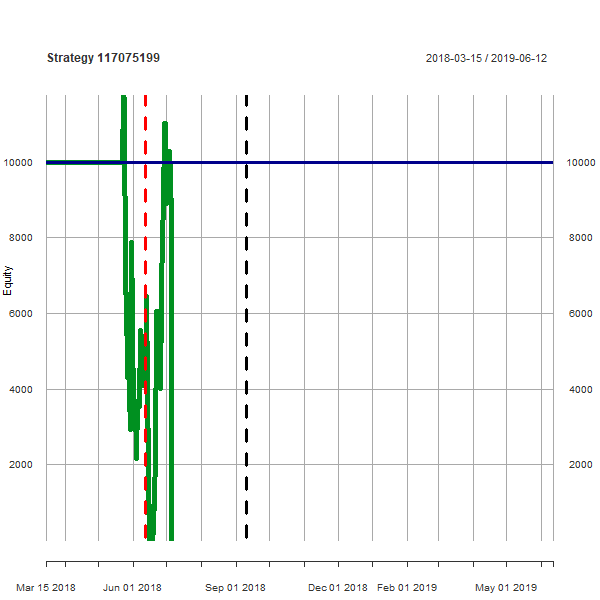 Strategy 117075199
2018-03-15 / 2019-06-12
Equity
10000
8000
6000
4000
2000
10000
8000
6000
4000
2000
Mar 15 2018
Jun 01 2018
Sep 01 2018
Dec 01 2018
Feb 01 2019
May 01 2019